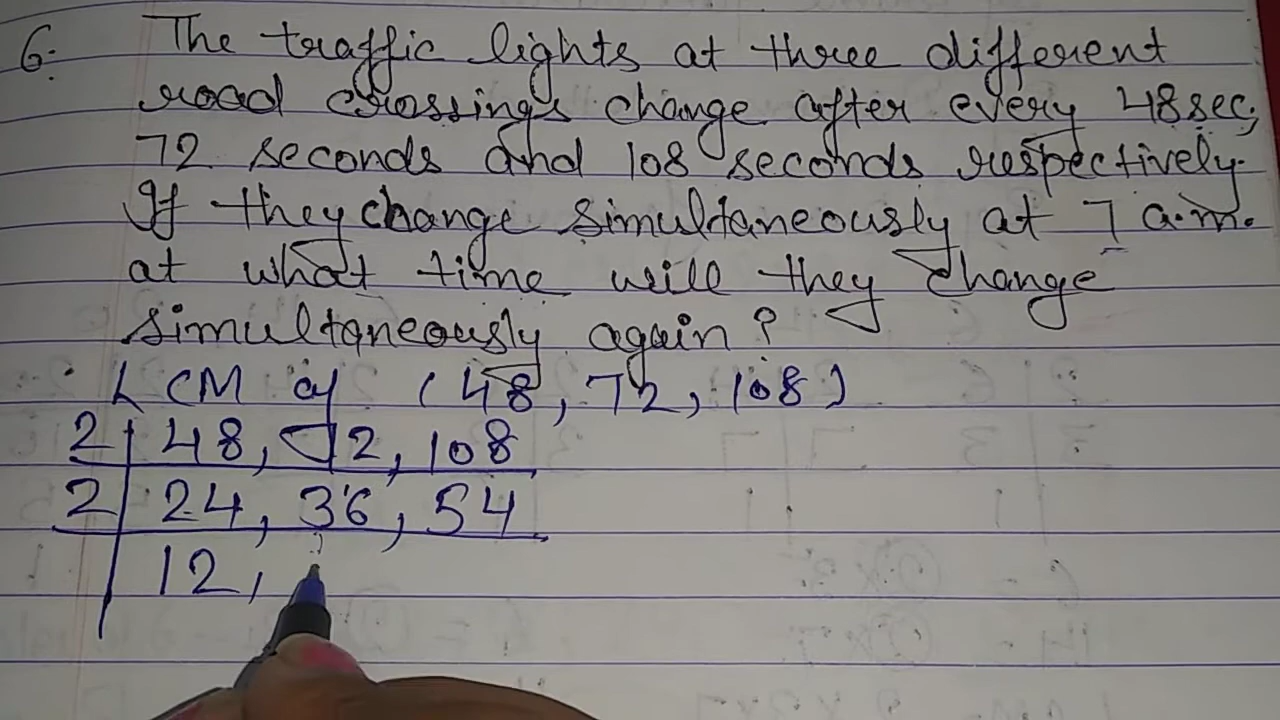 6. The traffic lights at three different
road crossings change after every 48sec,
72 seconds and 108 seconds respectively.
If they change simultaneously at 7 a.m.
at what time will they change
simultaneously again?
LCM of (48, 72, 108)
2 48, 72, 108
2 24, 36, 54
12,